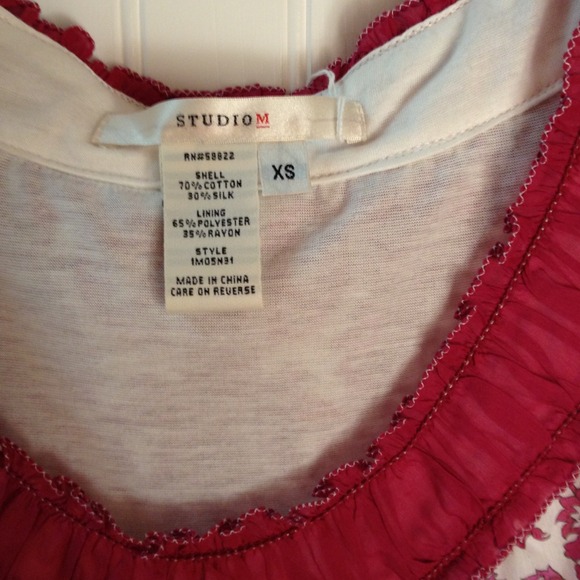 STUDIOM
RN#58822
XS
SHELL
70% COTTON
30% SILK
LINING
65% POLYESTER
35% RAYON
STYLE
1M05N31
MADE IN CHINA
CARE ON REVERSE